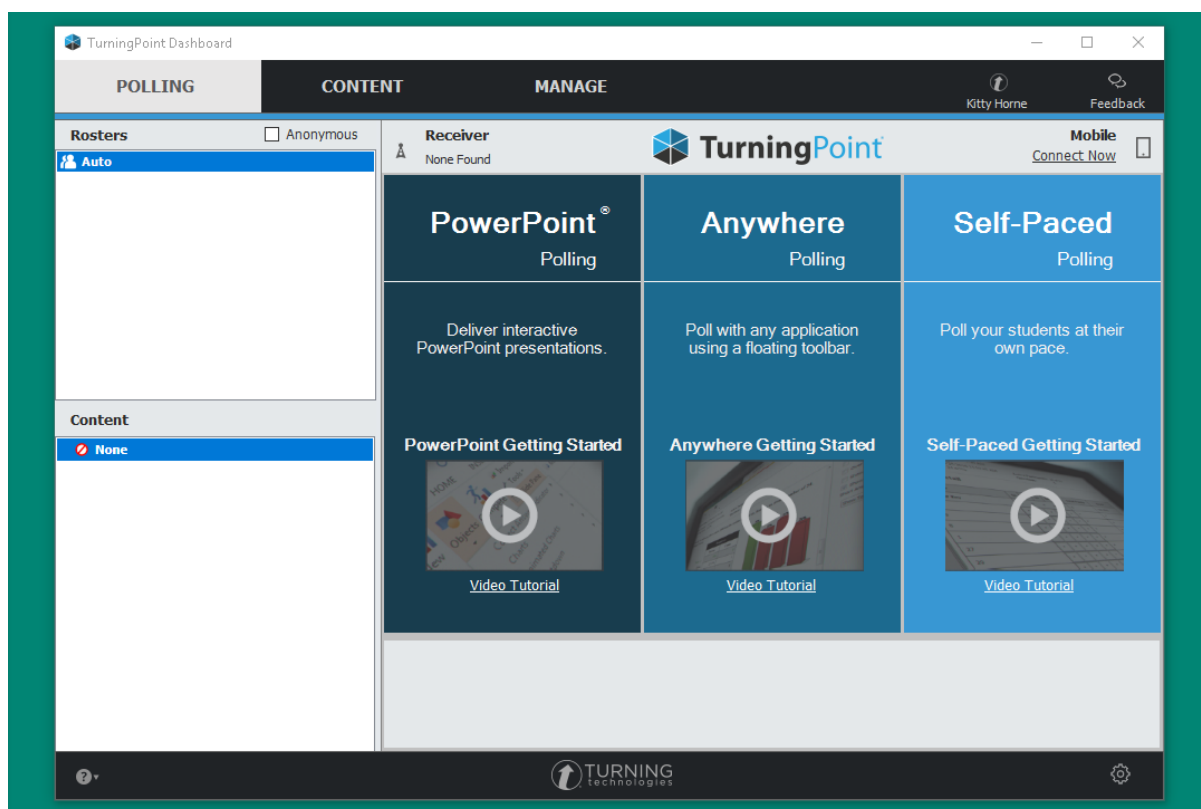 TurningPoint Dashboard
POLLING
CONTENT
MANAGE
Kitty Horne
Feedback
Rosters
Anonymous
Auto
Receiver
None Found
TurningPoint
Mobile
Connect Now
PowerPoint®
Polling
Deliver interactive
PowerPoint presentations.
PowerPoint Getting Started
HOME
Objects
Charts
Video Tutorial
Anywhere
Polling
Poll with any application
using a floating toolbar.
Anywhere Getting Started
Video Tutorial
Self-Paced
Polling
Poll your students at their
own pace.
Self-Paced Getting Started
Video Tutorial
Content
None
?
TURNING
technologies